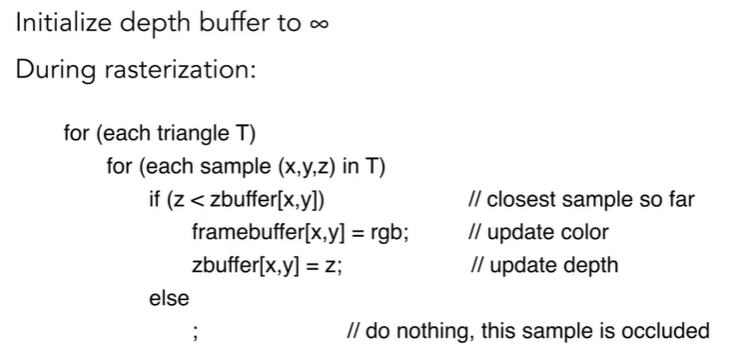 Initialize depth buffer to ∞
During rasterization:
for (each triangle T)
for (each sample (x,y,z) in T)
if (z < zbuffer[x,y]) // closest sample so far
framebuffer[x,y] = rgb; // update color
zbuffer[x,y] = z; // update depth
else
; // do nothing, this sample is occluded